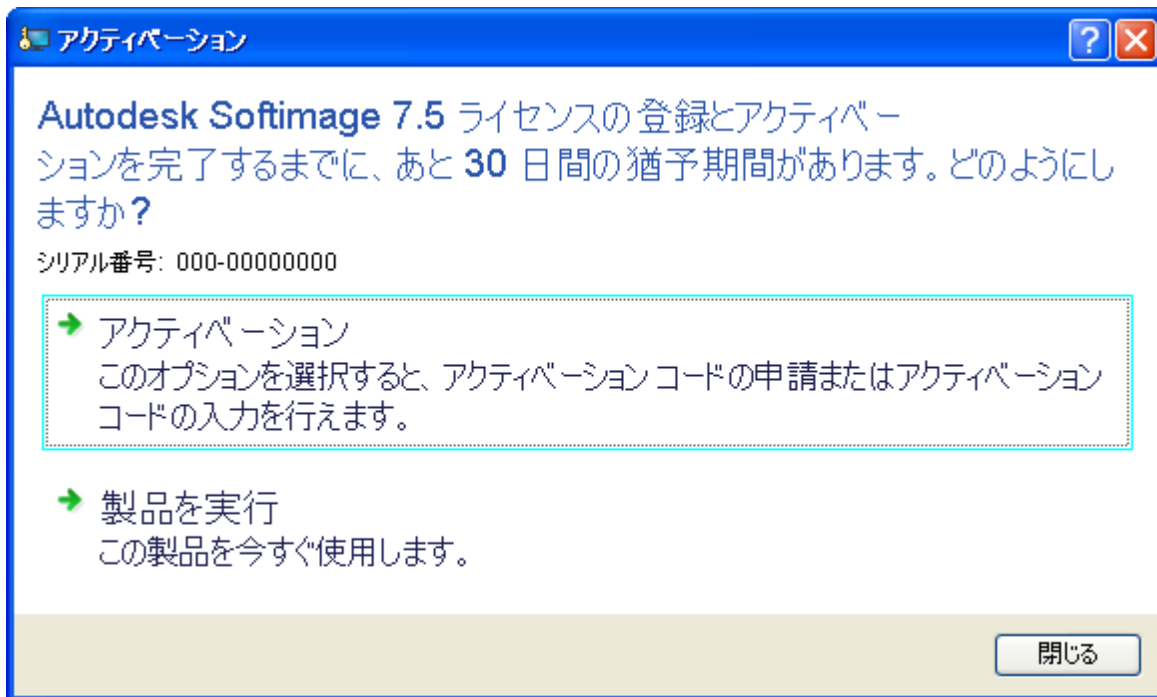 アクティベーション
Autodesk Softimage 7.5 ライセンスの登録とアクティベー
ションを完了するまでに、あと 30 日間の猶予期間があります。どのようにし
ますか?
シリアル番号: 000-00000000
アクティベーション
このオプションを選択すると、アクティベーション コードの申請またはアクティベーション
コードの入力を行えます。
製品を実行
この製品を今すぐ使用します。
閉じる